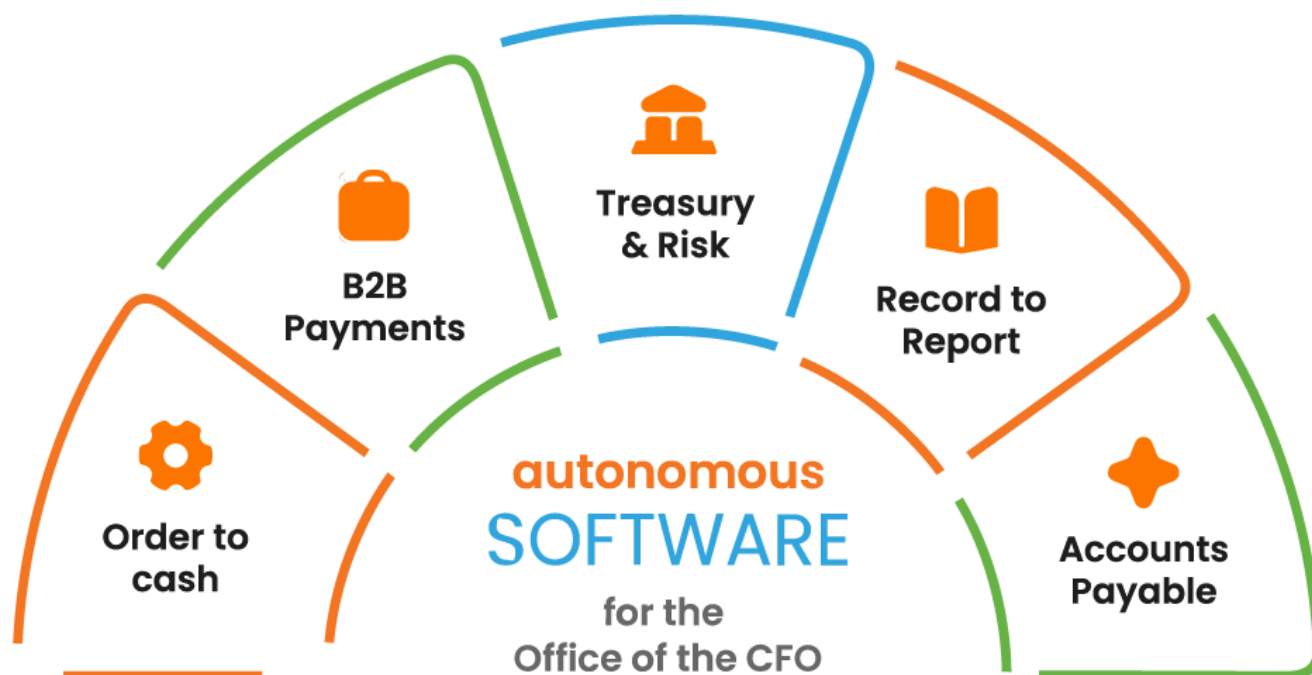 Treasury
& Risk
B2B
Payments
Record to
Report
Order to
cash
Accounts
Payable
autonomous
SOFTWARE
for the
Office of the CFO